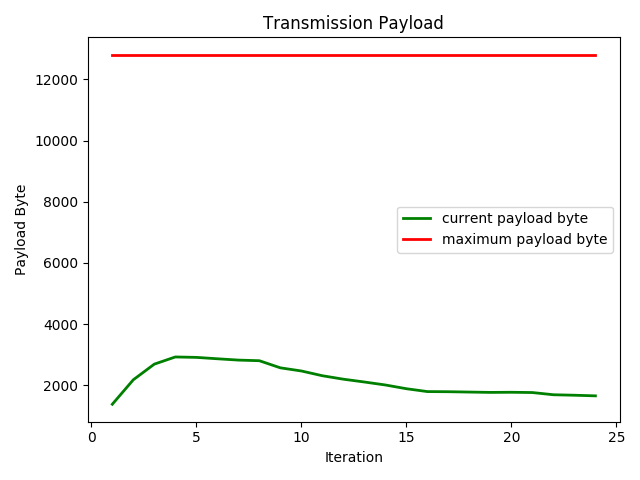 Transmission Payload
12000
10000
8000
6000
4000
2000
Payload Byte
current payload byte
maximum payload byte
0
5
10
15
20
25
Iteration